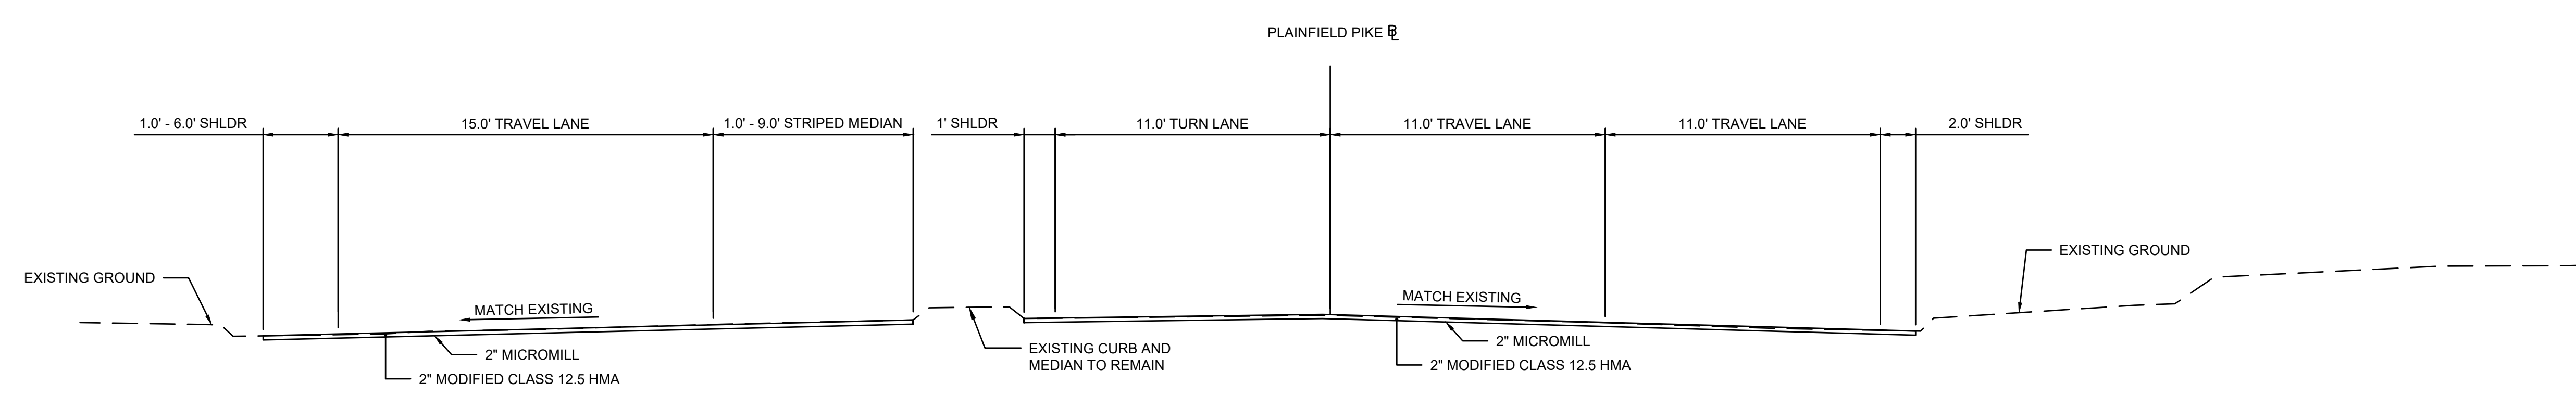 PLAINFIELD PIKE BL
1.0' - 6.0' SHLDR
15.0' TRAVEL LANE
1.0' - 9.0' STRIPED MEDIAN
1' SHLDR
11.0' TURN LANE
11.0' TRAVEL LANE
11.0' TRAVEL LANE
2.0' SHLDR
EXISTING GROUND
MATCH EXISTING
2" MICROMILL
2" MODIFIED CLASS 12.5 HMA
EXISTING CURB AND
MEDIAN TO REMAIN
MATCH EXISTING
2" MICROMILL
2" MODIFIED CLASS 12.5 HMA
EXISTING GROUND